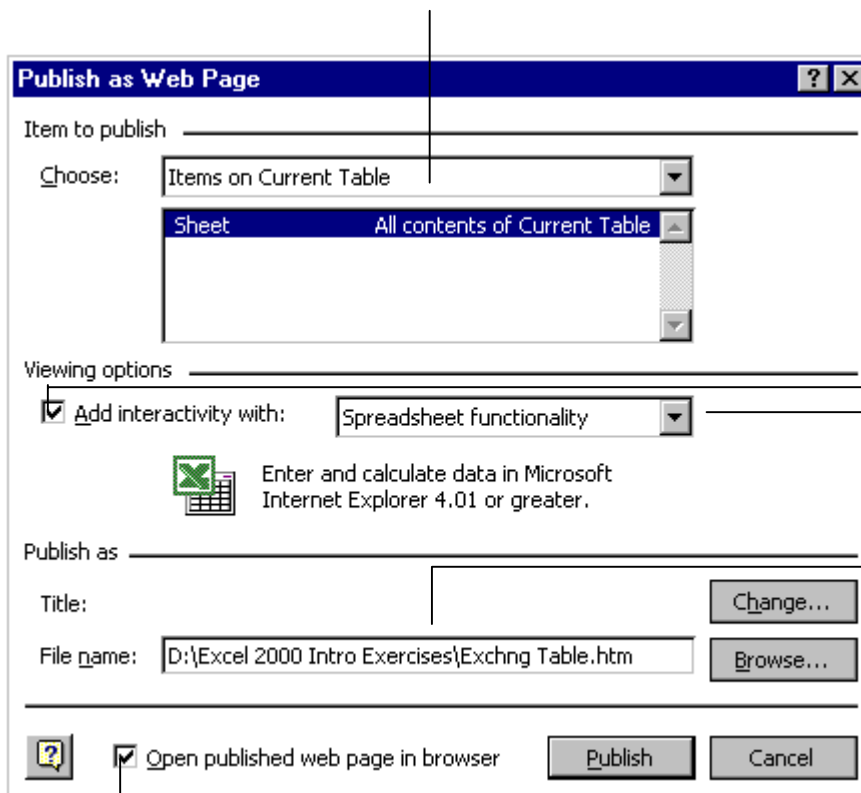 Publish as Web Page
Item to publish
Choose: Items on Current Table
Sheet All contents of Current Table
Viewing options
Add interactivity with: Spreadsheet functionality
Enter and calculate data in Microsoft
Internet Explorer 4.01 or greater.
Publish as
Title: Change...
File name: D:\Excel 2000 Intro Exercises\Exchng Table.htm Browse...
Open published web page in browser Publish Cancel